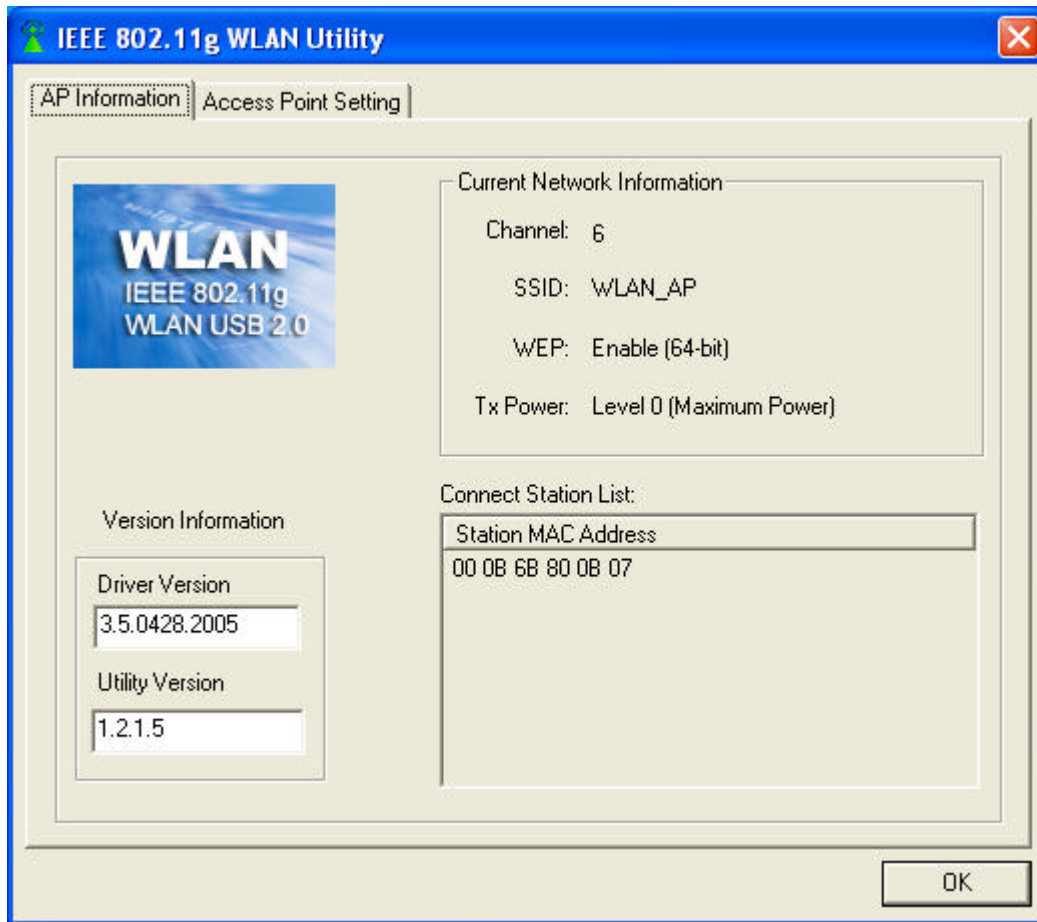 IEEE 802.11g WLAN Utility
AP Information
Access Point Setting
WLAN
IEEE 802.11g
WLAN USB 2.0
Current Network Information
Channel: 6
SSID: WLAN_AP
WEP: Enable (64-bit)
Tx Power: Level 0 (Maximum Power)
Version Information
Driver Version
3.5.0428.2005
Utility Version
1.2.1.5
Connect Station List:
Station MAC Address
00 0B 6B 80 0B 07
OK